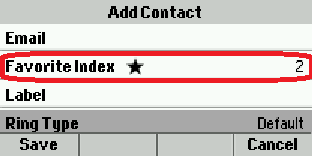 Add Contact
Email
Favorite Index ★ 2
Label
Ring Type Default
Save Cancel